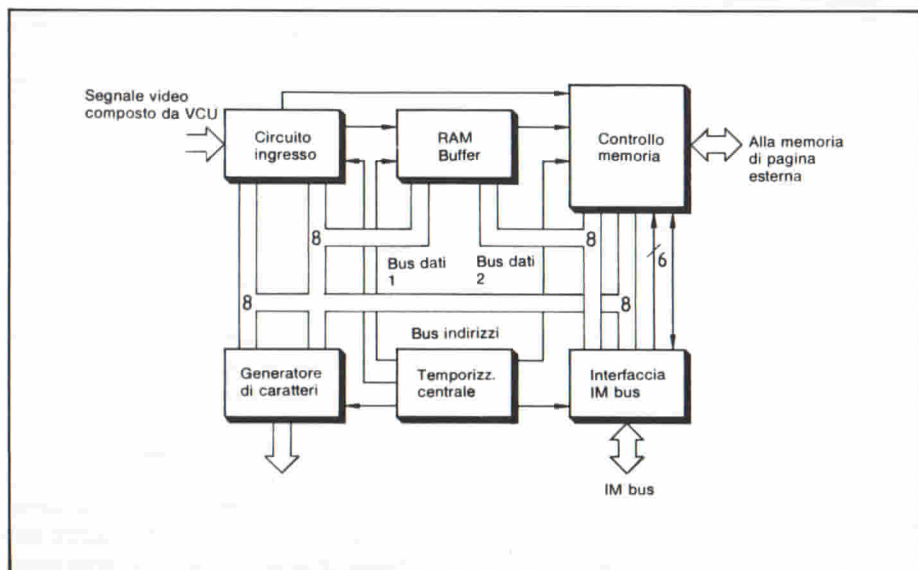 Segnale video
composto da VCU
Circuito
ingresso
RAM
Buffer
Controllo
memoria
Alla memoria
di pagina
esterna
8
8
6
Bus dati
1
Bus dati
2
8
8
Bus indirizzi
Generatore
di caratteri
Temporizz.
centrale
Interfaccia
IM bus
IM bus